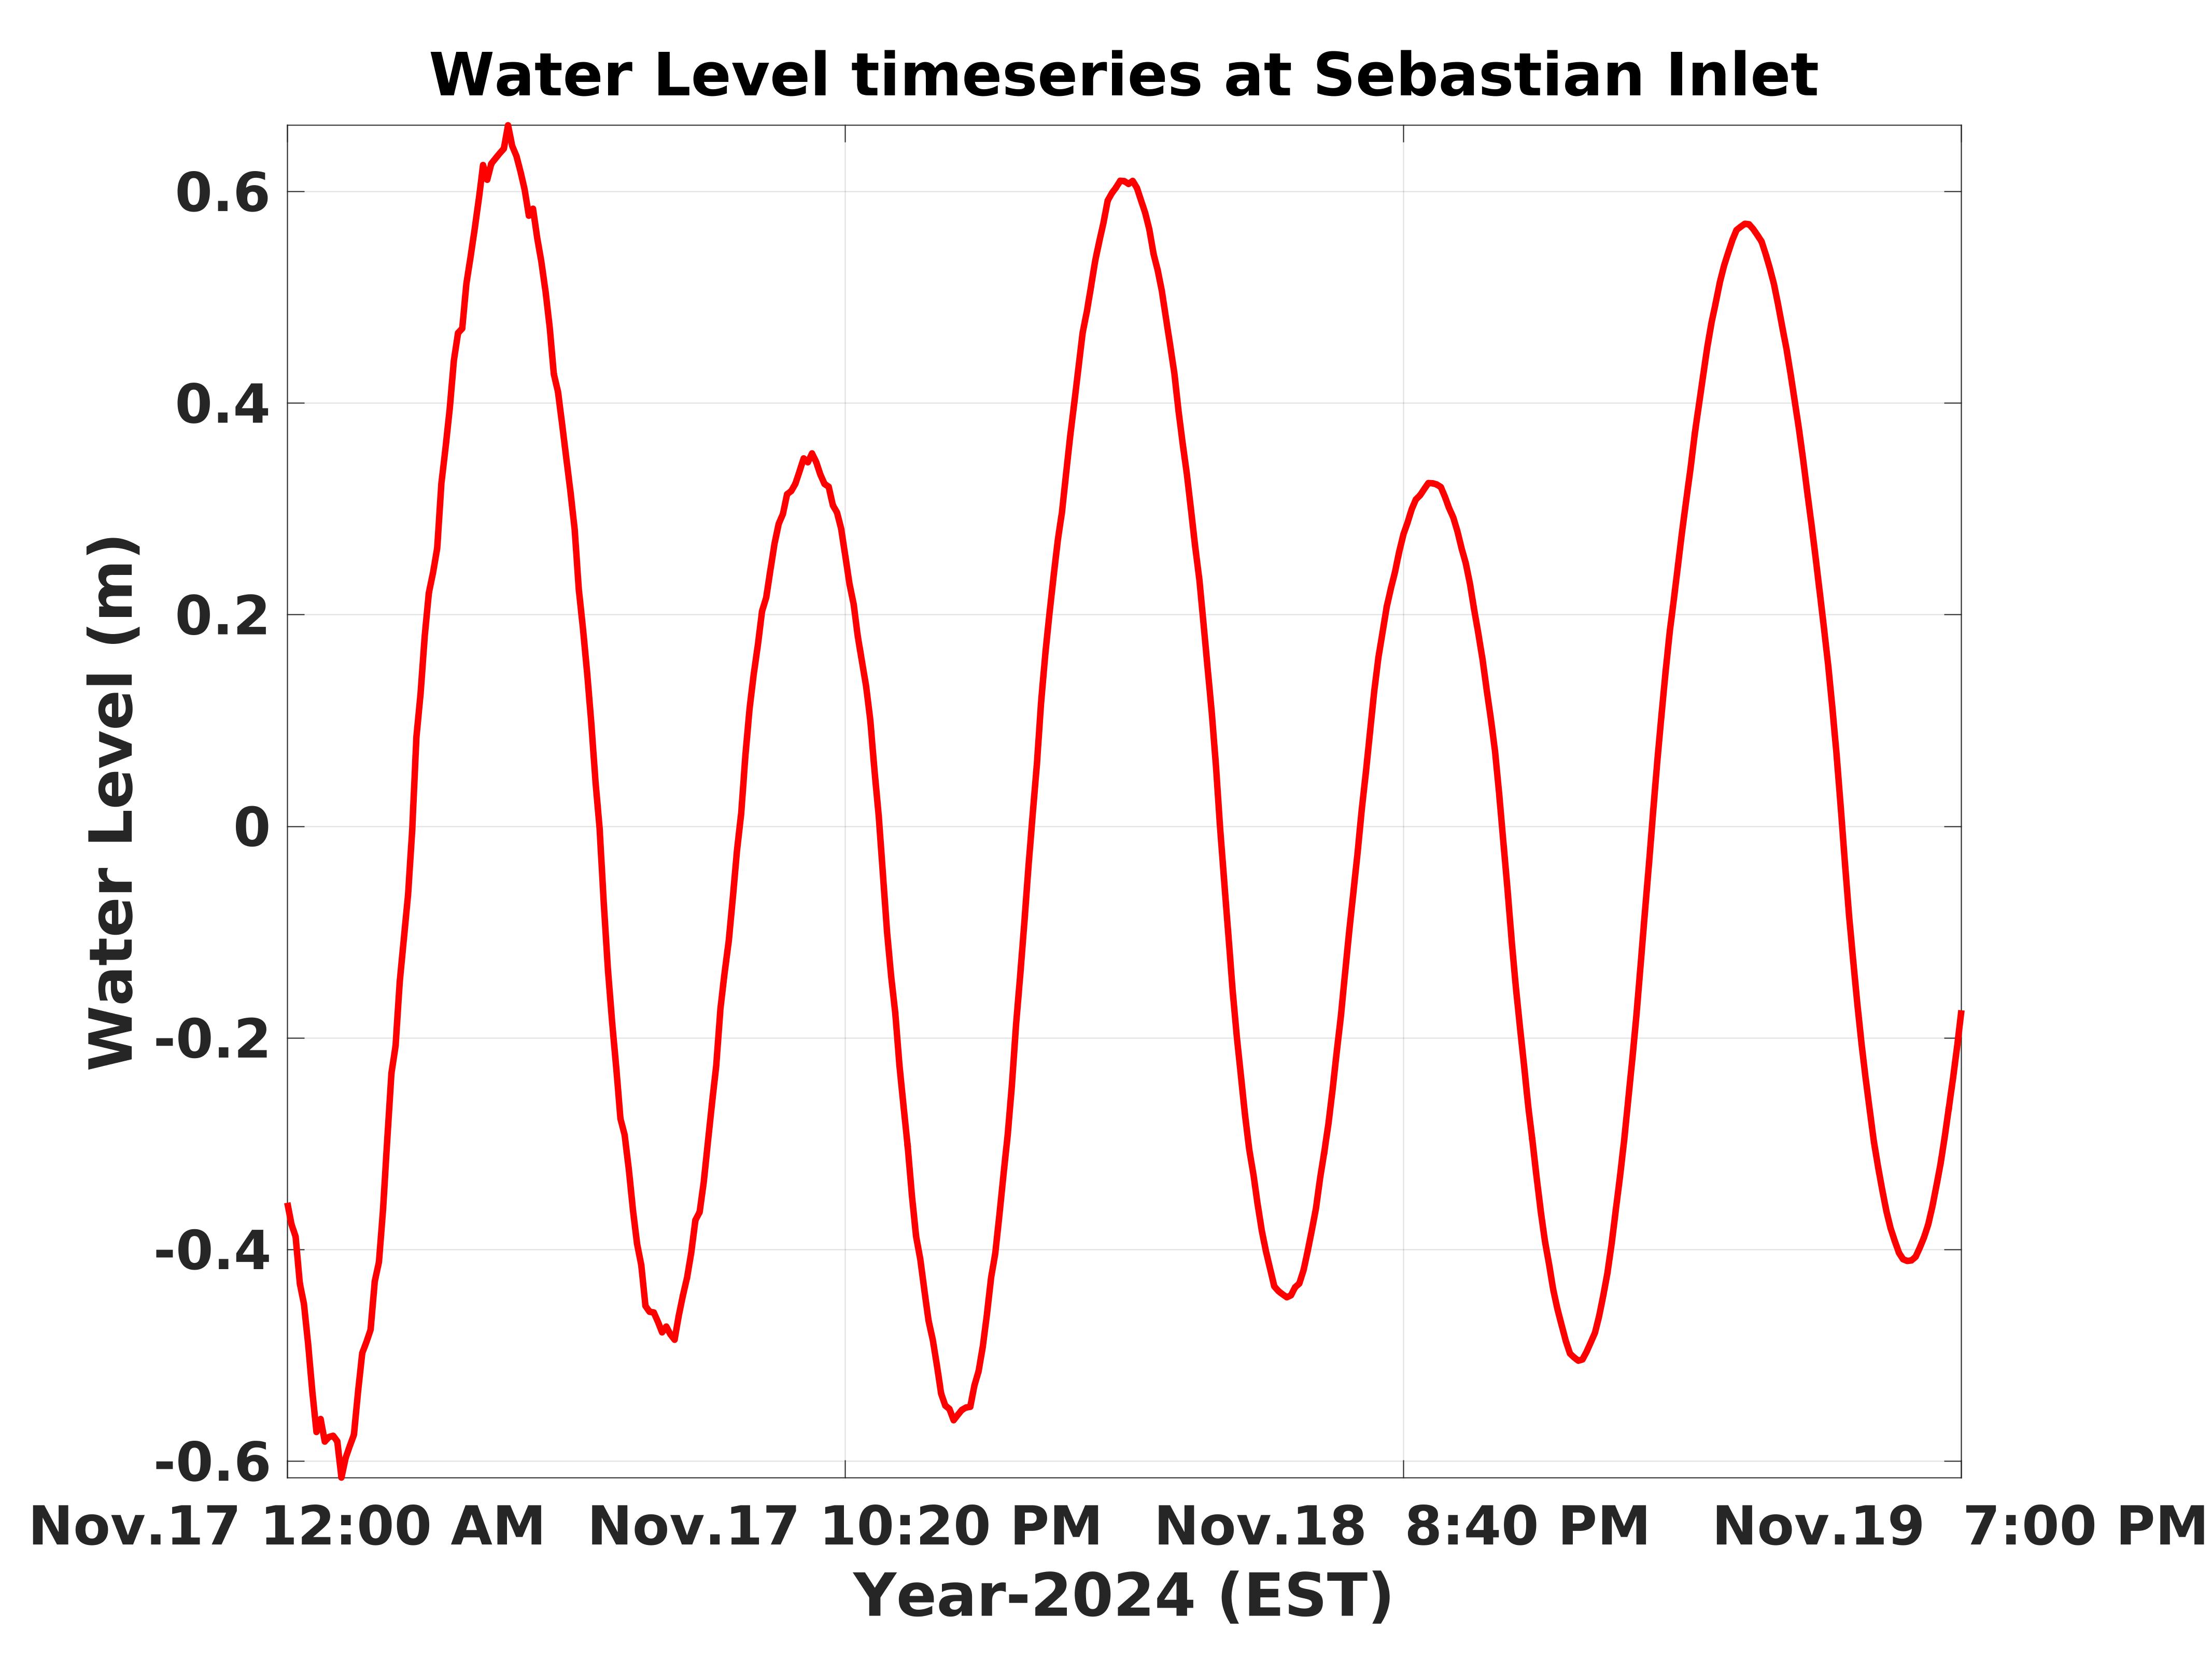 Water Level timeseries at Sebastian Inlet
Water Level (m)
0.6
0.4
0.2
0
-0.2
-0.4
-0.6
Nov.17 12:00 AM Nov.17 10:20 PM Nov.18 8:40 PM Nov.19 7:00 PM
Year-2024 (EST)